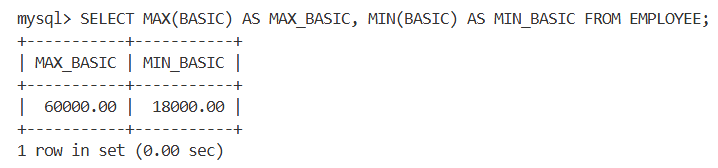 mysql> SELECT MAX(BASIC) AS MAX_BASIC, MIN(BASIC) AS MIN_BASIC FROM EMPLOYEE;
+-----------+-----------+
| MAX_BASIC | MIN_BASIC |
+-----------+-----------+
|  60000.00 |  18000.00 |
+-----------+-----------+
1 row in set (0.00 sec)